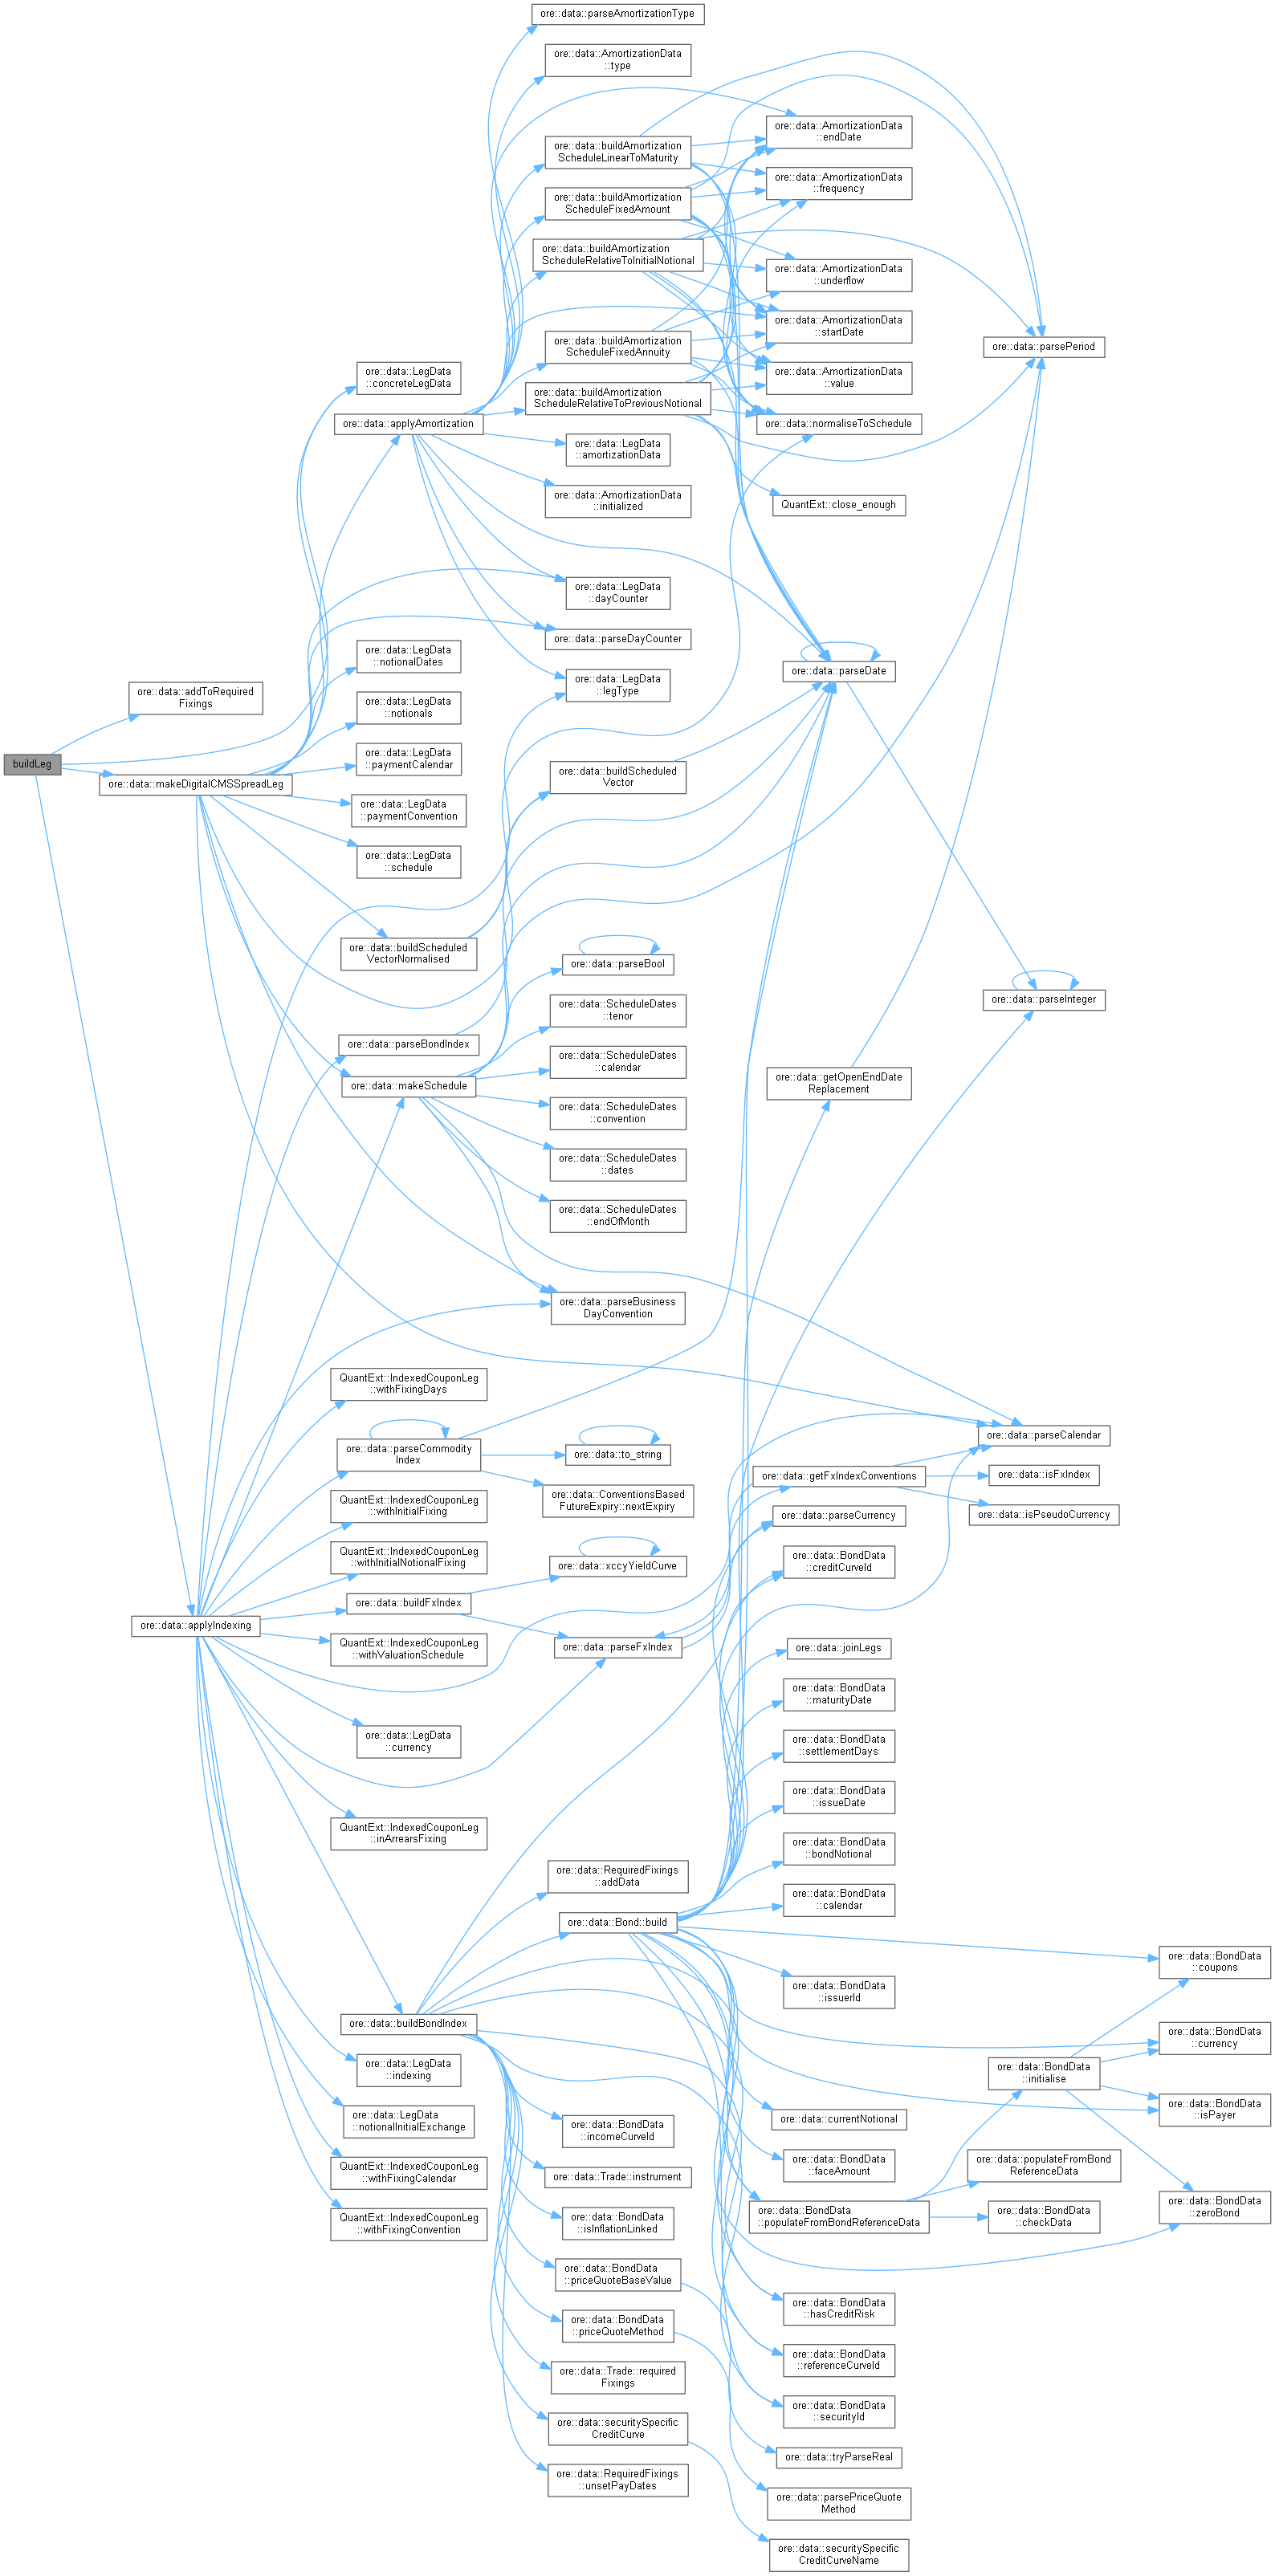 ore::data::parseAmortizationType
ore::data::AmortizationData
::type
ore::data::buildAmortization
ScheduleLinearToMaturity
ore::data::AmortizationData
::endDate
ore::data::AmortizationData
::frequency
ore::data::buildAmortization
ScheduleFixedAmount
ore::data::buildAmortization
ScheduleRelativeToInitialNotional
ore::data::AmortizationData
::underflow
ore::data::AmortizationData
::startDate
ore::data::buildAmortization
ScheduleFixedAnnuity
ore::data::parsePeriod
ore::data::LegData
::concreteLegData
ore::data::AmortizationData
::value
ore::data::buildAmortization
ScheduleRelativeToPreviousNotional
ore::data::applyAmortization
ore::data::normaliseToSchedule
ore::data::LegData
::amortizationData
ore::data::AmortizationData
::initialized
QuantExt::close_enough
ore::data::LegData
::dayCounter
ore::data::parseDayCounter
ore::data::LegData
::notionalDates
ore::data::parseDate
ore::data::LegData
::legType
ore::data::addToRequired
Fixings
ore::data::LegData
::notionals
buildLeg
ore::data::LegData
::paymentCalendar
ore::data::makeDigitalCMSSpreadLeg
ore::data::buildScheduled
Vector
ore::data::LegData
::paymentConvention
ore::data::LegData
::schedule
ore::data::buildScheduled
VectorNormalised
ore::data::parseBool
ore::data::parseInteger
ore::data::ScheduleDates
::tenor
ore::data::parseBondIndex
ore::data::ScheduleDates
::calendar
ore::data::makeSchedule
ore::data::getOpenEndDate
Replacement
ore::data::ScheduleDates
::convention
ore::data::ScheduleDates
::dates
ore::data::ScheduleDates
::endOfMonth
ore::data::parseBusiness
DayConvention
QuantExt::IndexedCouponLeg
::withFixingDays
ore::data::parseCalendar
ore::data::parseCommodity
Index
ore::data::to_string
ore::data::getFxIndexConventions
ore::data::isFxIndex
ore::data::ConventionsBased
FutureExpiry::nextExpiry
QuantExt::IndexedCouponLeg
::withInitialFixing
ore::data::parseCurrency
ore::data::isPseudoCurrency
QuantExt::IndexedCouponLeg
::withInitialNotionalFixing
ore::data::xccyYieldCurve
ore::data::BondData
::creditCurveId
ore::data::buildFxIndex
ore::data::applyIndexing
QuantExt::IndexedCouponLeg
::withValuationSchedule
ore::data::parseFxIndex
ore::data::joinLegs
ore::data::BondData
::maturityDate
ore::data::LegData
::currency
ore::data::BondData
::settlementDays
ore::data::BondData
::issueDate
QuantExt::IndexedCouponLeg
::inArrearsFixing
ore::data::BondData
::bondNotional
ore::data::RequiredFixings
::addData
ore::data::BondData
::calendar
ore::data::Bond::build
ore::data::BondData
::coupons
ore::data::BondData
::issuerId
ore::data::buildBondIndex
ore::data::BondData
::currency
ore::data::LegData
::indexing
ore::data::BondData
::initialise
ore::data::BondData
::isPayer
ore::data::LegData
::notionalInitialExchange
ore::data::currentNotional
ore::data::BondData
::incomeCurveId
ore::data::BondData
::faceAmount
ore::data::populateFromBond
ReferenceData
QuantExt::IndexedCouponLeg
::withFixingCalendar
ore::data::Trade::instrument
ore::data::BondData
::zeroBond
QuantExt::IndexedCouponLeg
::withFixingConvention
ore::data::BondData
::isInflationLinked
ore::data::BondData
::populateFromBondReferenceData
ore::data::BondData
::checkData
ore::data::BondData
::priceQuoteBaseValue
ore::data::BondData
::hasCreditRisk
ore::data::BondData
::priceQuoteMethod
ore::data::BondData
::referenceCurveId
ore::data::Trade::required
Fixings
ore::data::BondData
::securityId
ore::data::securitySpecific
CreditCurve
ore::data::tryParseReal
ore::data::RequiredFixings
::unsetPayDates
ore::data::parsePriceQuote
Method
ore::data::securitySpecific
CreditCurveName